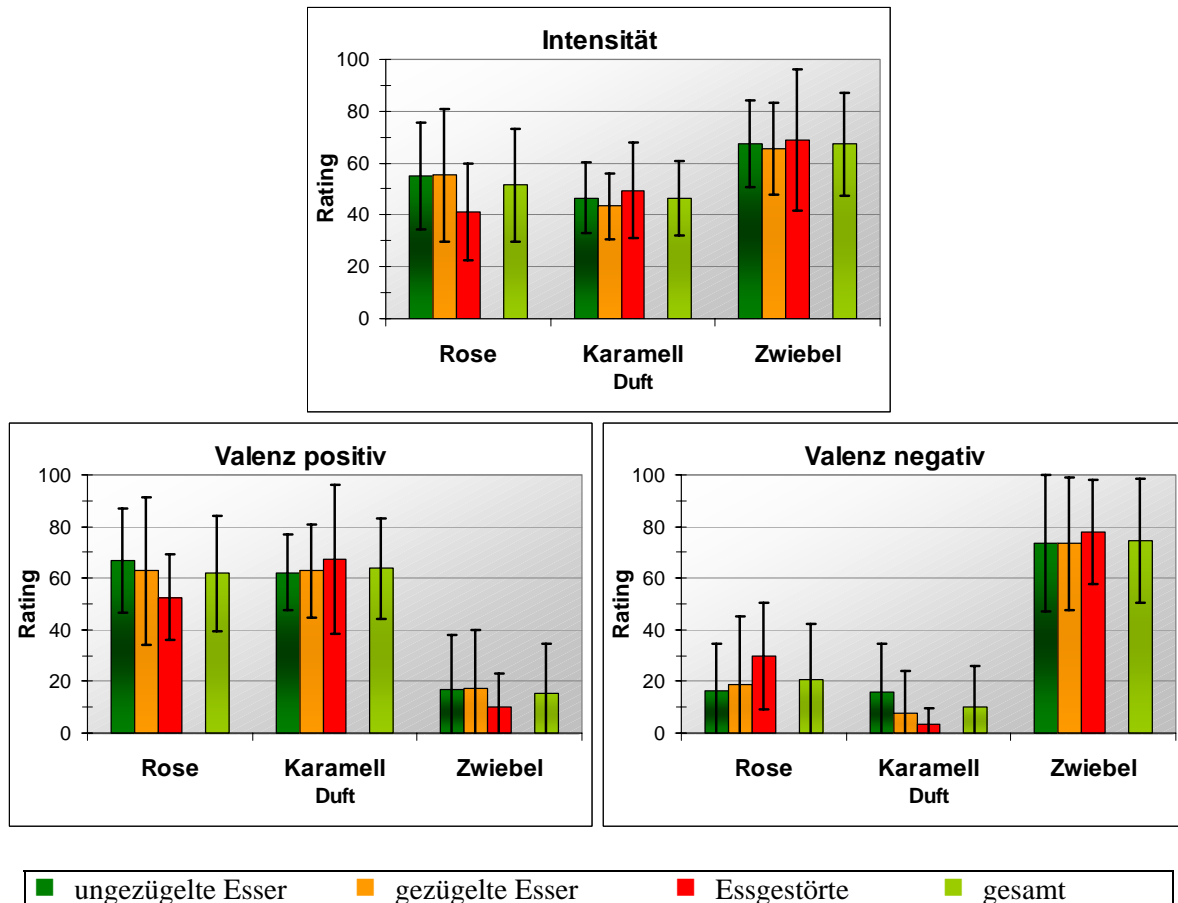 Intensität
100
80
60
40
20
0
Rating
Rose Karamell Zwiebel
Duft
Valenz positiv
100
80
60
40
20
0
Rating
Rose Karamell Zwiebel
Duft
Valenz negativ
100
80
60
40
20
0
Rating
Rose Karamell Zwiebel
Duft
ungezügelte Esser gezügelte Esser Essgestörte gesamt